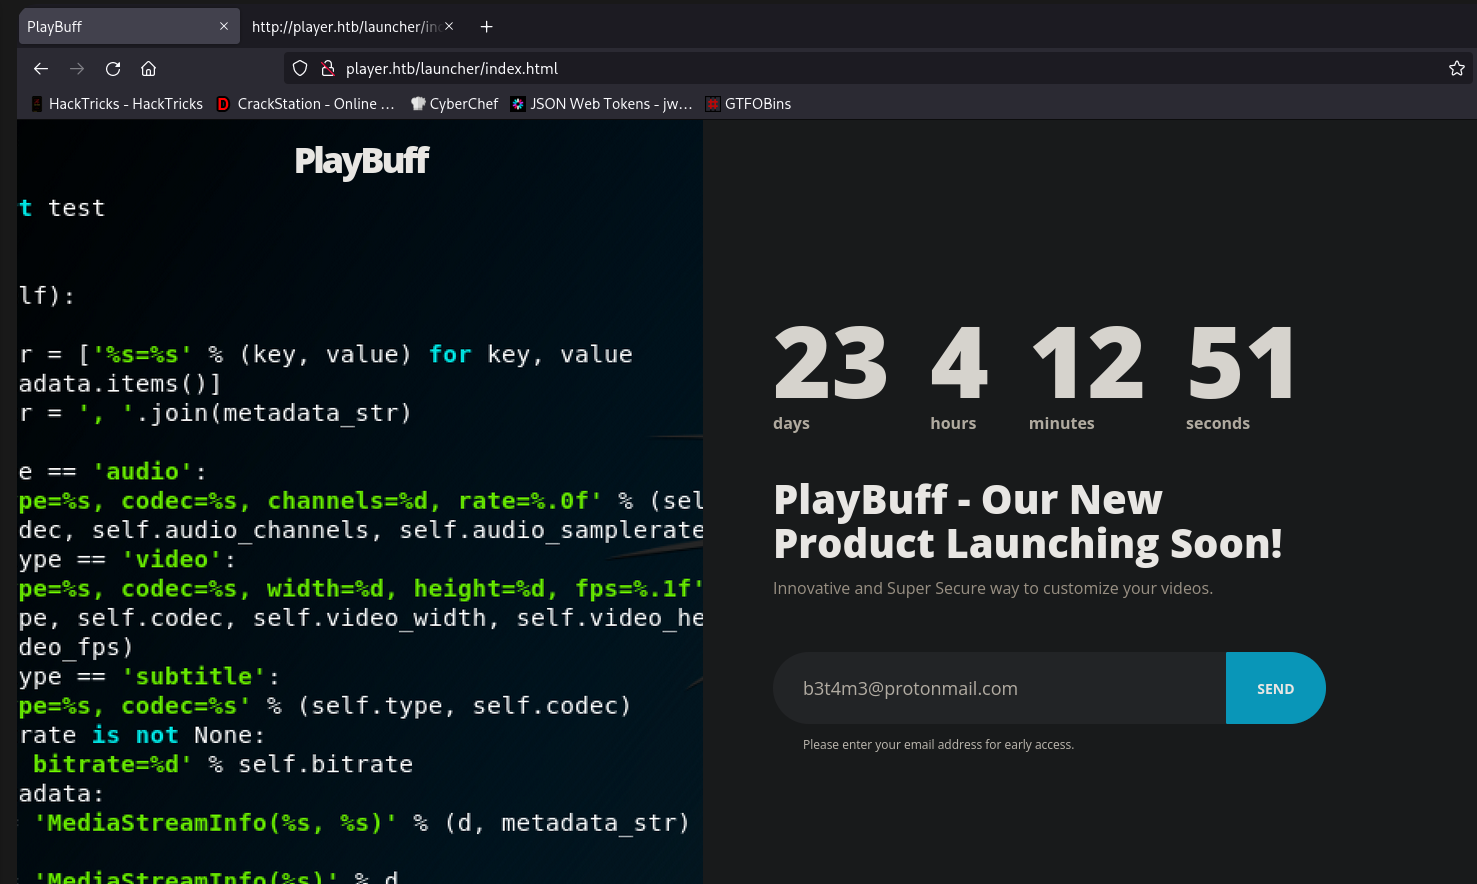 PlayBuff
http://player.htb/launcher/in
player.htb/launcher/index.html
HackTricks - HackTricks
CrackStation - Online ...
CyberChef
JSON Web Tokens - jw...
GTFOBins
PlayBuff
t test
lf):
r = ['%s=%s' % (key, value) for key, value
adata.items()]
r = ', '.join(metadata_str)
e == 'audio':
pe=%s, codec=%s, channels=%d, rate=%.0f' % (sel
dec, self.audio_channels, self.audio_samplerate
ype == 'video':
pe=%s, codec=%s, width=%d, height=%d, fps=%.1f'
pe, self.codec, self.video_width, self.video_he
deo_fps)
ype == 'subtitle':
pe=%s, codec=%s' % (self.type, self.codec)
rate is not None:
bitrate=%d' % self.bitrate
adata:
'MediaStreamInfo(%s, %s)' % (d, metadata_str)
'MediaStreamInfo(%s)' % d
23 4 12 51
days hours minutes seconds
PlayBuff - Our New
Product Launching Soon!
Innovative and Super Secure way to customize your videos.
b3t4m3@protonmail.com
SEND
Please enter your email address for early access.